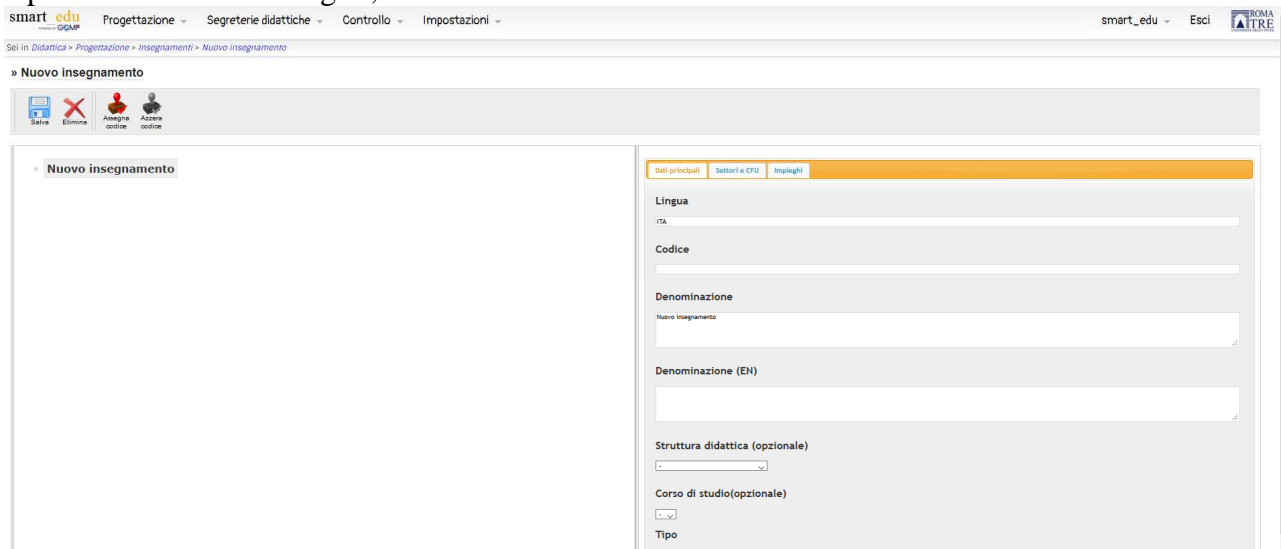 smart_edu Progettazione Segreterie didattiche Controllo Impostazioni smart_edu Esci ROMA TRE
GOMP
Sei in Didattica > Progettazione > Insegnamenti > Nuovo insegnamento
» Nuovo insegnamento
Salva Elimina Assegna codice Azzera codice
Nuovo insegnamento
Dati principali Settori e CFU Impieghi
Lingua
ITA
Codice
Denominazione
Nuovo insegnamento
Denominazione (EN)
Struttura didattica (opzionale)
-
Corso di studio(opzionale)
-
Tipo